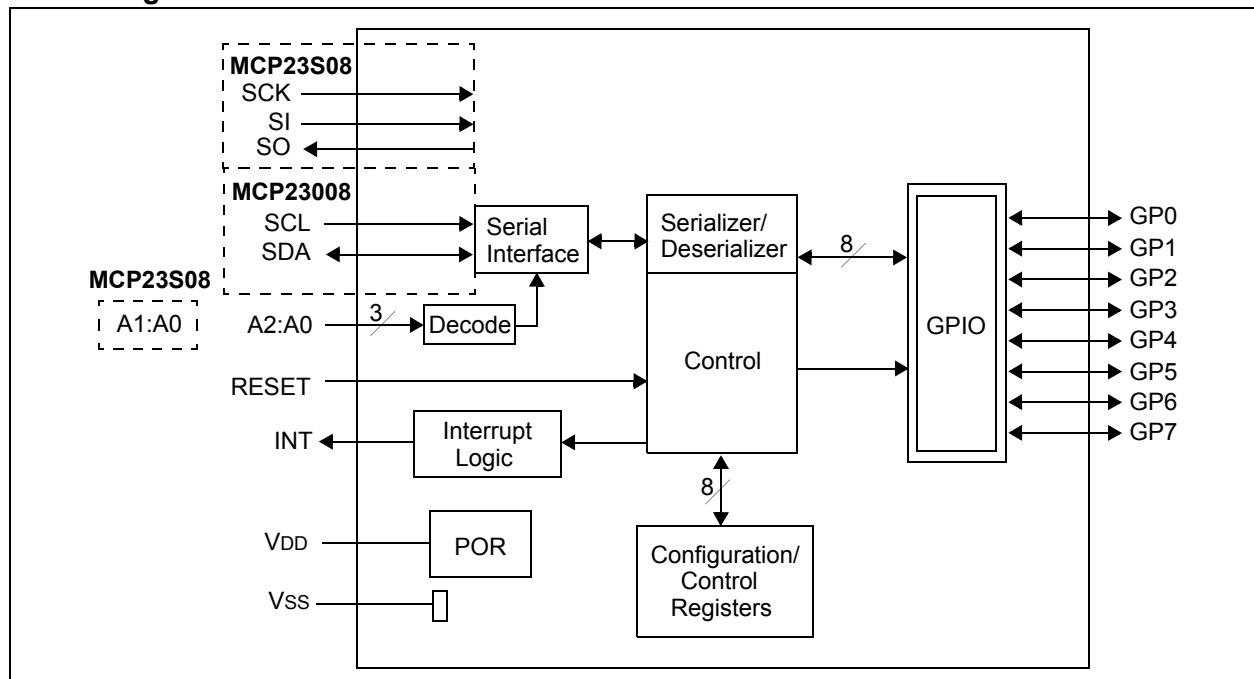 MCP23S08
SCK
SI
SO
MCP23008
SCL
SDA
Serial
Interface
Serializer/
Deserializer
8
GP0
GP1
GP2
GP3
GP4
GP5
GP6
GP7
GPIO
MCP23S08
A1:A0
A2:A0
3
Decode
Control
RESET
INT
Interrupt
Logic
8
VDD
POR
Configuration/
Control
Registers
VSS